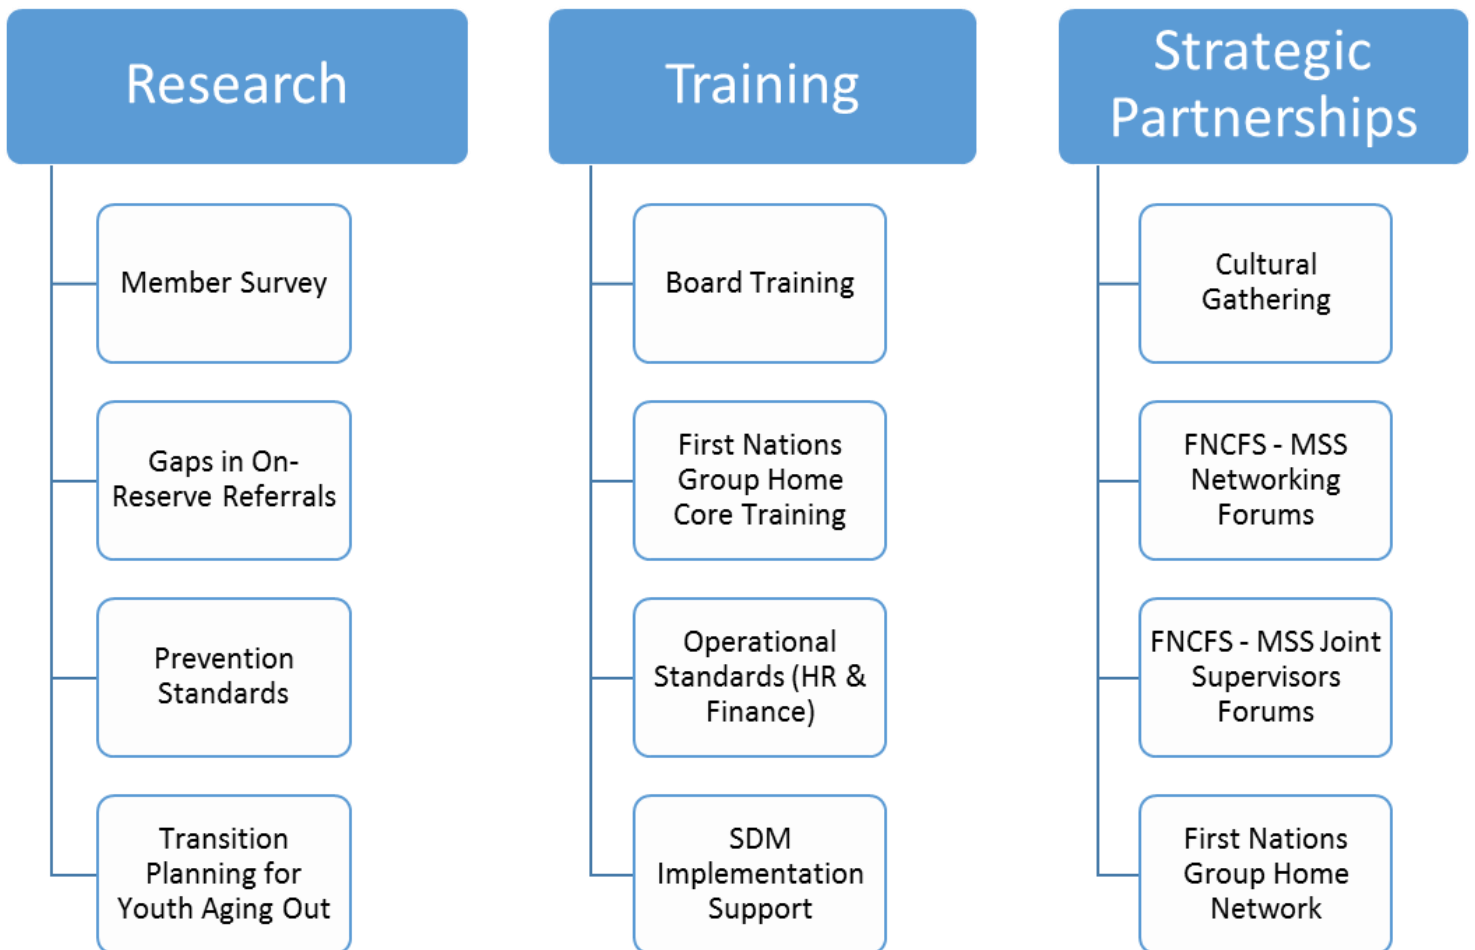 Research
Member Survey
Gaps in On-
Reserve Referrals
Prevention
Standards
Transition
Planning for
Youth Aging Out
Training
Board Training
First Nations
Group Home
Core Training
Operational
Standards (HR &
Finance)
SDM
Implementation
Support
Strategic
Partnerships
Cultural
Gathering
FNCFS - MSS
Networking
Forums
FNCFS - MSS Joint
Supervisors
Forums
First Nations
Group Home
Network